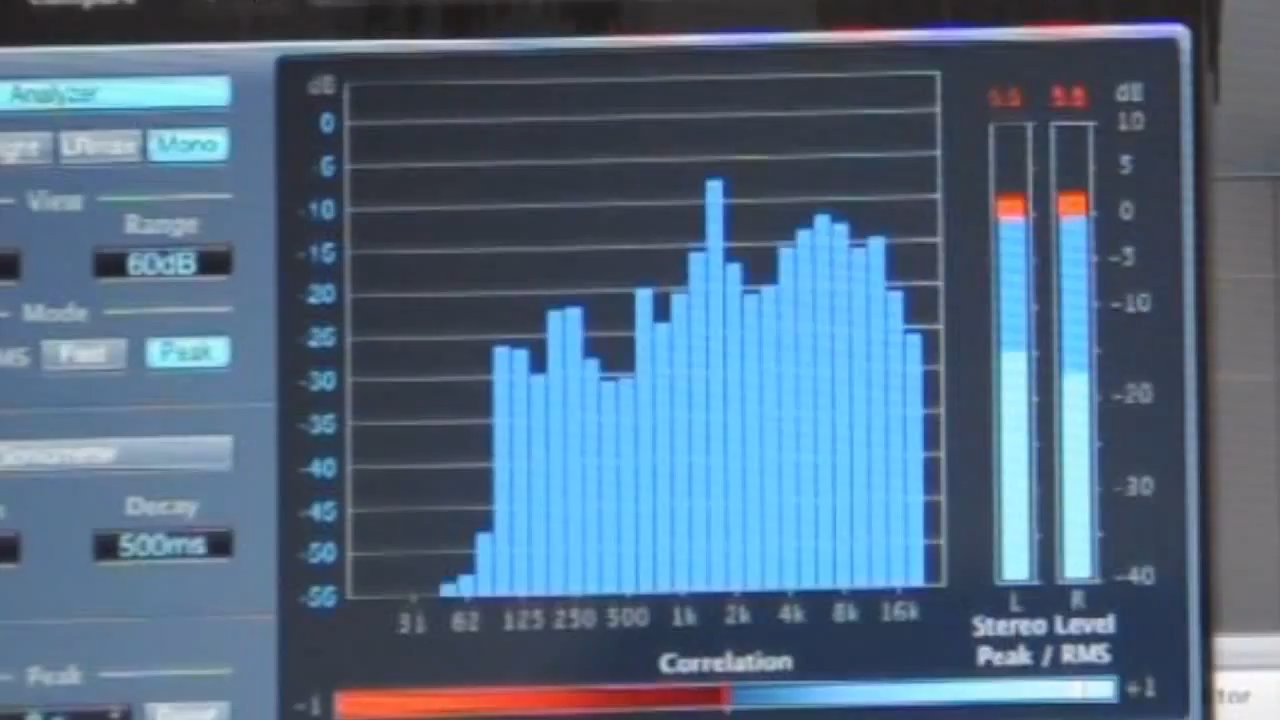 Analyzer
LRmax Mono
View
Range
60dB
Mode
Peak
Decay
500ms
Peak
dB
0
-5
-10
-15
-20
-25
-30
-35
-40
-45
-50
-55
31 62 125 250 500 1k 2k 4k 8k 16k
dB
10
5
0
-5
-10
-20
-30
-40
L R
Stereo Level
Peak / RMS
Correlation
-1 +1